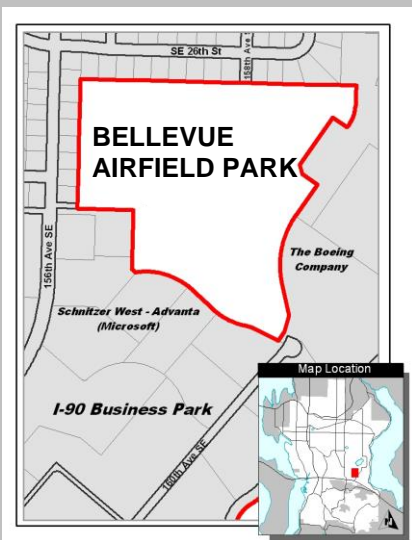 SE 26th St
158th Ave S
BELLEVUE
AIRFIELD PARK
156th Ave SE
The Boeing
Company
Schnitzer West - Advanta
(Microsoft)
I-90 Business Park
160th Ave SE
Map Location
N